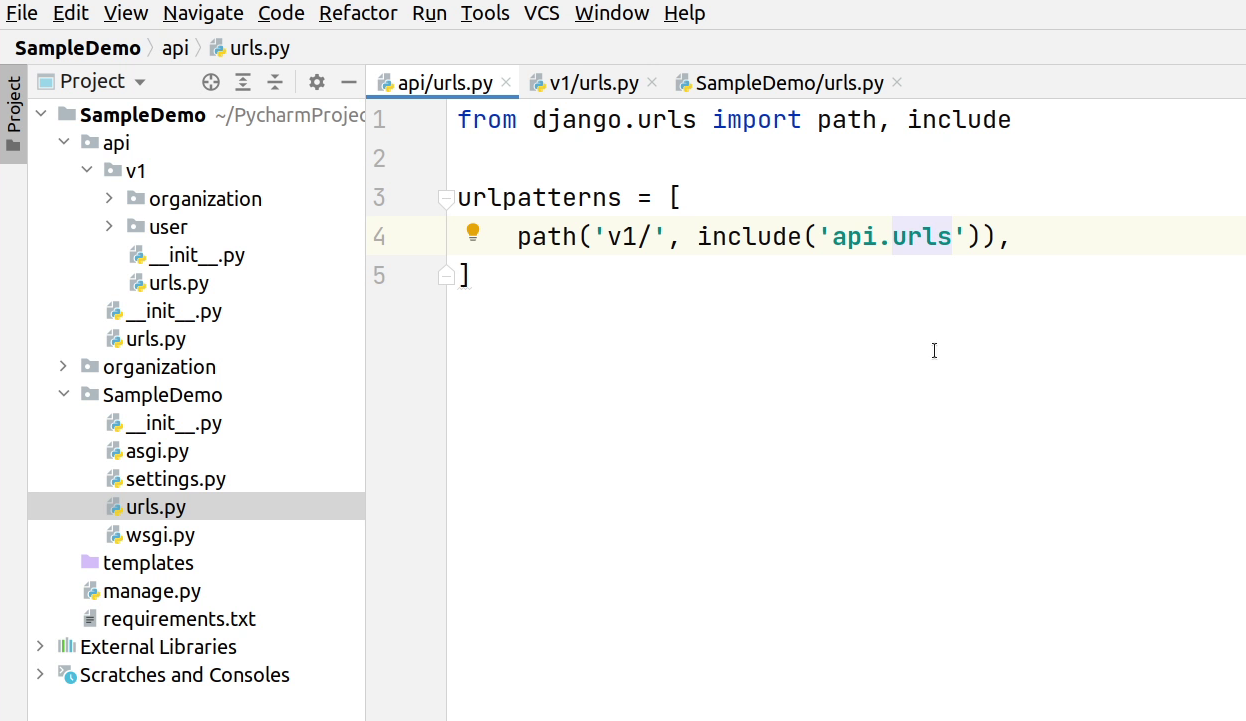 File Edit View Navigate Code Refactor Run Tools VCS Window Help
SampleDemo api urls.py
Project
Project
api/urls.py v1/urls.py SampleDemo/urls.py
SampleDemo ~/PycharmProjec
api
v1
organization
user
__init__.py
urls.py
__init__.py
urls.py
organization
SampleDemo
__init__.py
asgi.py
settings.py
urls.py
wsgi.py
templates
manage.py
requirements.txt
External Libraries
Scratches and Consoles
1 from django.urls import path, include
2
3 urlpatterns = [
4     path('v1/', include('api.urls')),
5 ]